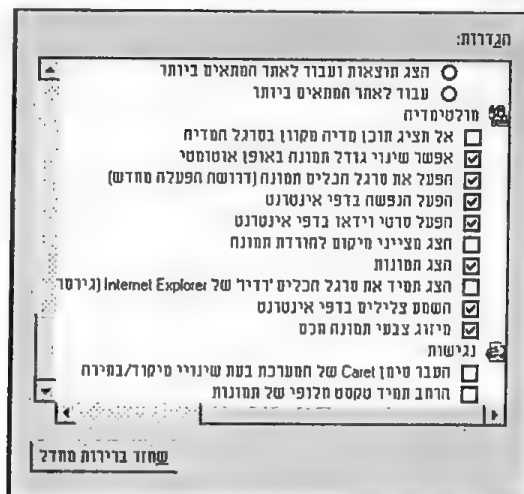 הגדרות:
הצג תוצאות ועבור לאתר המתאים ביותר
עבור לאתר המתאים ביותר
מולטימדיה
אל תציג תוכן מדיה מקוון בסרגל המדיה
אפשר שינוי גודל תמונה באופן אוטומטי
הפעל את סרגל הכלים תמונה (דרושה הפעלה מחדש)
הפעל הנפשה בדפי אינטרנט
הפעל סרטי וידאו בדפי אינטרנט
הצג מצייני מיקום להורדת תמונה
הצג תמונות
הצג תמיד את סרגל הכלים 'רדיו' של Internet Explorer (גירסה
השמע צלילים בדפי אינטרנט
מיזוג צבעי תמונה חכם
נגישות
העבר סימן Caret של המערכת בעת שינויי מיקוד/בחירה
הרחב תמיד טקסט חלופי של תמונות
שחזר ברירות מחדל